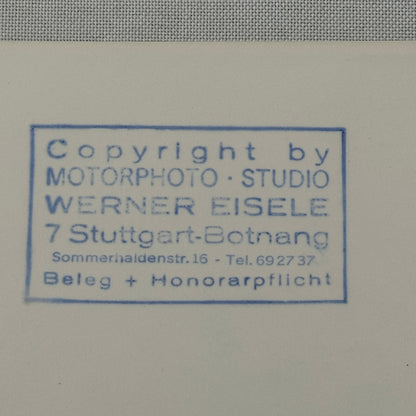 Copyright by
MOTORPHOTO · STUDIO
WERNER EISELE
7 Stuttgart-Botnang
Sommerhaldenstr. 16 - Tel. 69 27 37
Beleg + Honorarpflicht